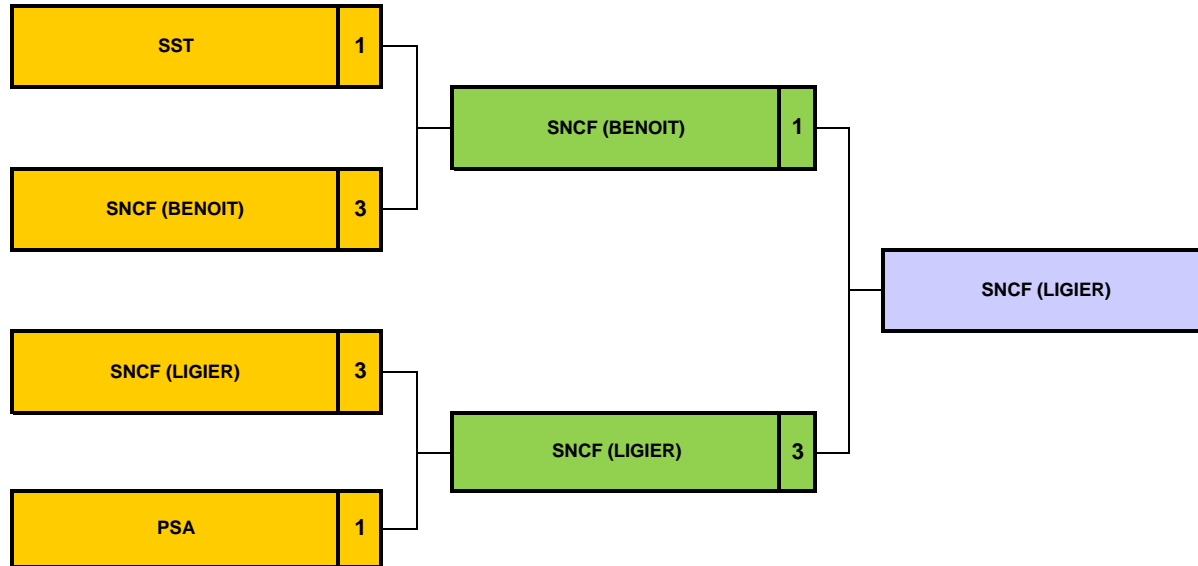 SST 1
SNCF (BENOIT) 1
SNCF (BENOIT) 3
SNCF (LIGIER)
SNCF (LIGIER) 3
SNCF (LIGIER) 3
PSA 1